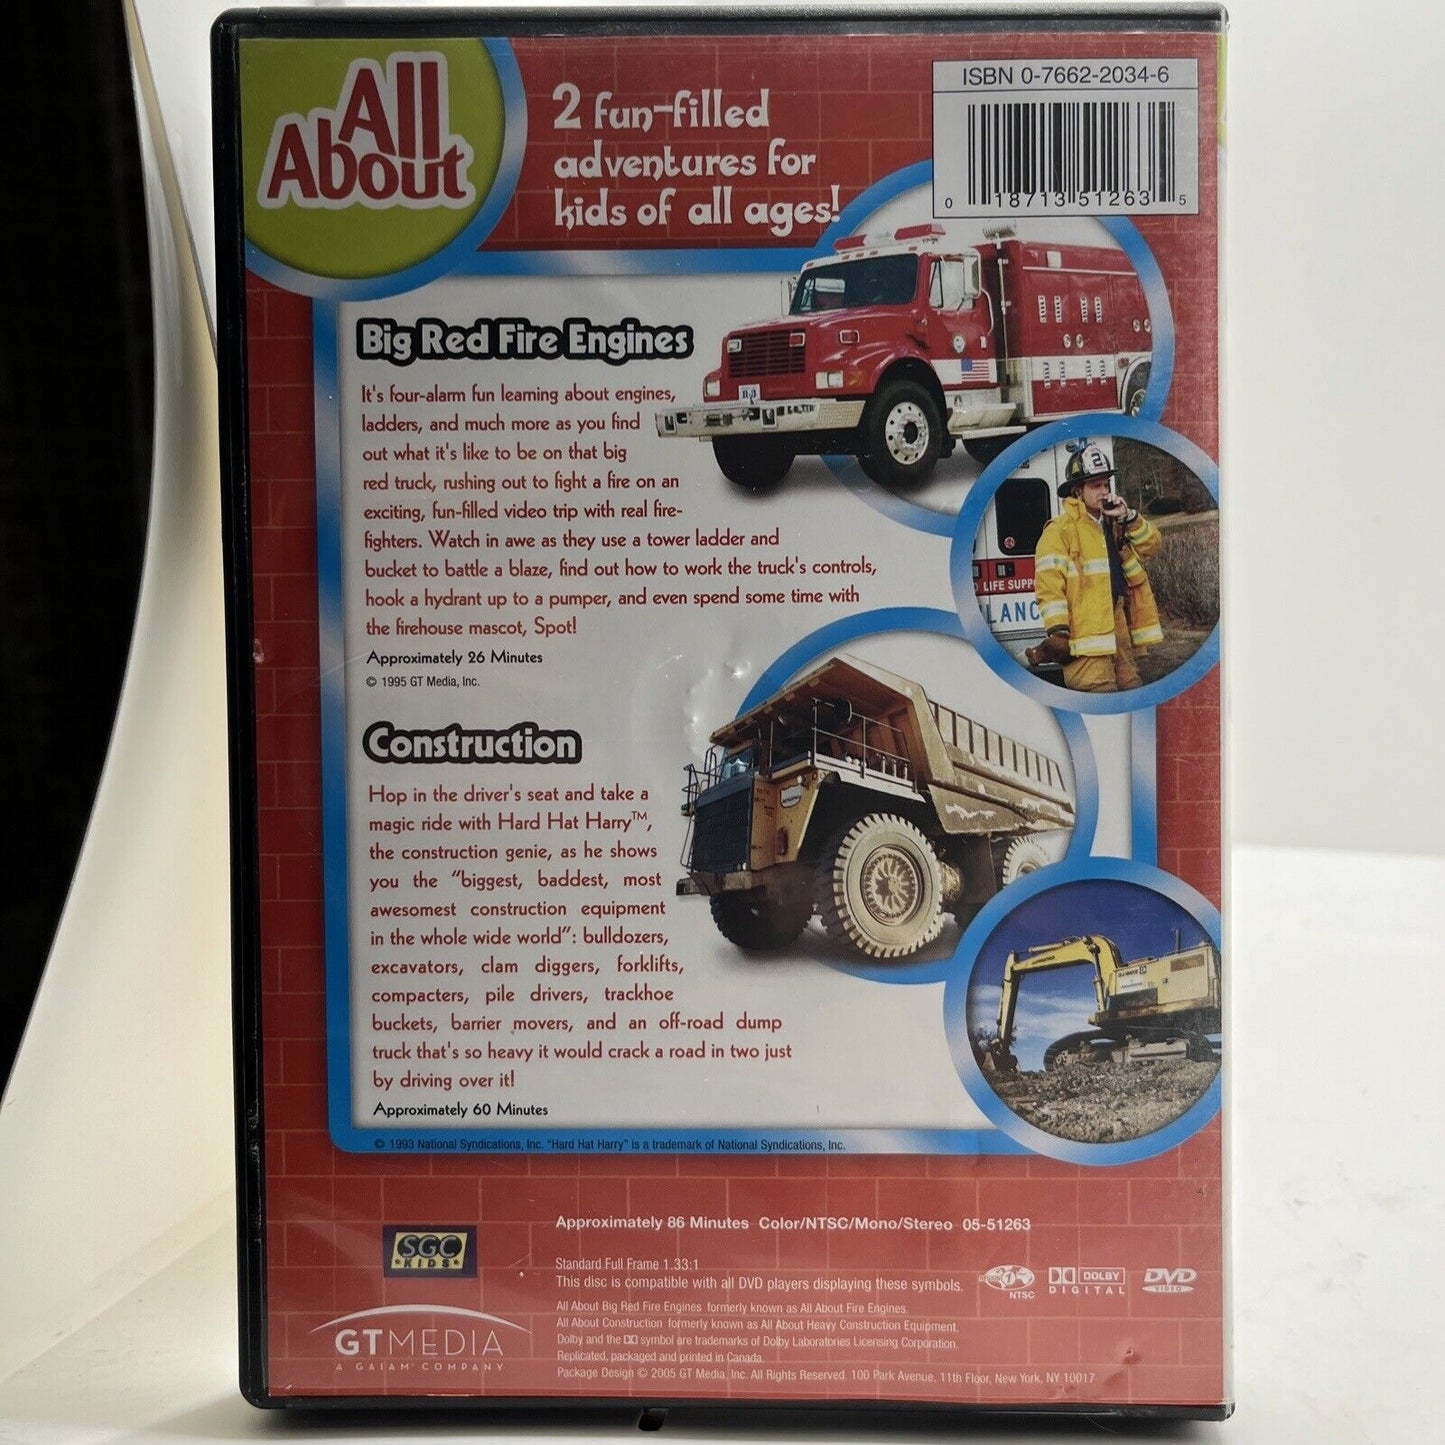 All
About
2 fun-filled
adventures for
kids of all ages!
ISBN 0-7662-2034-6
0 18713 51263 5
Big Red Fire Engines
It's four-alarm fun learning about engines,
ladders, and much more as you find
out what it's like to be on that big
red truck, rushing out to fight a fire on an
exciting, fun-filled video trip with real fire-
fighters. Watch in awe as they use a tower ladder and
bucket to battle a blaze, find out how to work the truck's controls,
hook a hydrant up to a pumper, and even spend some time with
the firehouse mascot, Spot!
Approximately 26 Minutes
© 1995 GT Media, Inc.
R-3
2
LIFE SUPP
LANC
Construction
Hop in the driver's seat and take a
magic ride with Hard Hat Harry™,
the construction genie, as he shows
you the "biggest, baddest, most
awesomest construction equipment
in the whole wide world": bulldozers,
excavators, clam diggers, forklifts,
compacters, pile drivers, trackhoe
buckets, barrier movers, and an off-road dump
truck that's so heavy it would crack a road in two just
by driving over it!
Approximately 60 Minutes
© 1993 National Syndications, Inc. "Hard Hat Harry" is a trademark of National Syndications, Inc.
SGC
KIDS
GTMEDIA
A GAIAM COMPANY
Approximately 86 Minutes Color/NTSC/Mono/Stereo 05-51263
Standard Full Frame 1.33:1
This disc is compatible with all DVD players displaying these symbols.
1
NTSC
DOLBY
DIGITAL
DVD
VIDEO
All About Big Red Fire Engines formerly known as All About Fire Engines.
All About Construction formerly known as All About Heavy Construction Equipment.
Dolby and the DD symbol are trademarks of Dolby Laboratories Licensing Corporation.
Replicated, packaged and printed in Canada.
Package Design © 2005 GT Media, Inc. All Rights Reserved. 100 Park Avenue, 11th Floor, New York, NY 10017